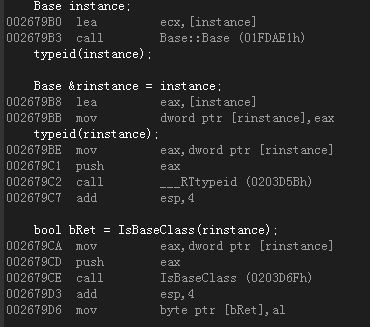 Base instance;
002679B0 lea ecx,[instance]
002679B3 call Base::Base (01FDAE1h)
typeid(instance);
Base &rinstance = instance;
002679B8 lea eax,[instance]
002679BB mov dword ptr [rinstance],eax
typeid(rinstance);
002679BE mov eax,dword ptr [rinstance]
002679C1 push eax
002679C2 call ___RTtypeid (0203D5Bh)
002679C7 add esp,4
bool bRet = IsBaseClass(rinstance);
002679CA mov eax,dword ptr [rinstance]
002679CD push eax
002679CE call IsBaseClass (0203D6Fh)
002679D3 add esp,4
002679D6 mov byte ptr [bRet],al